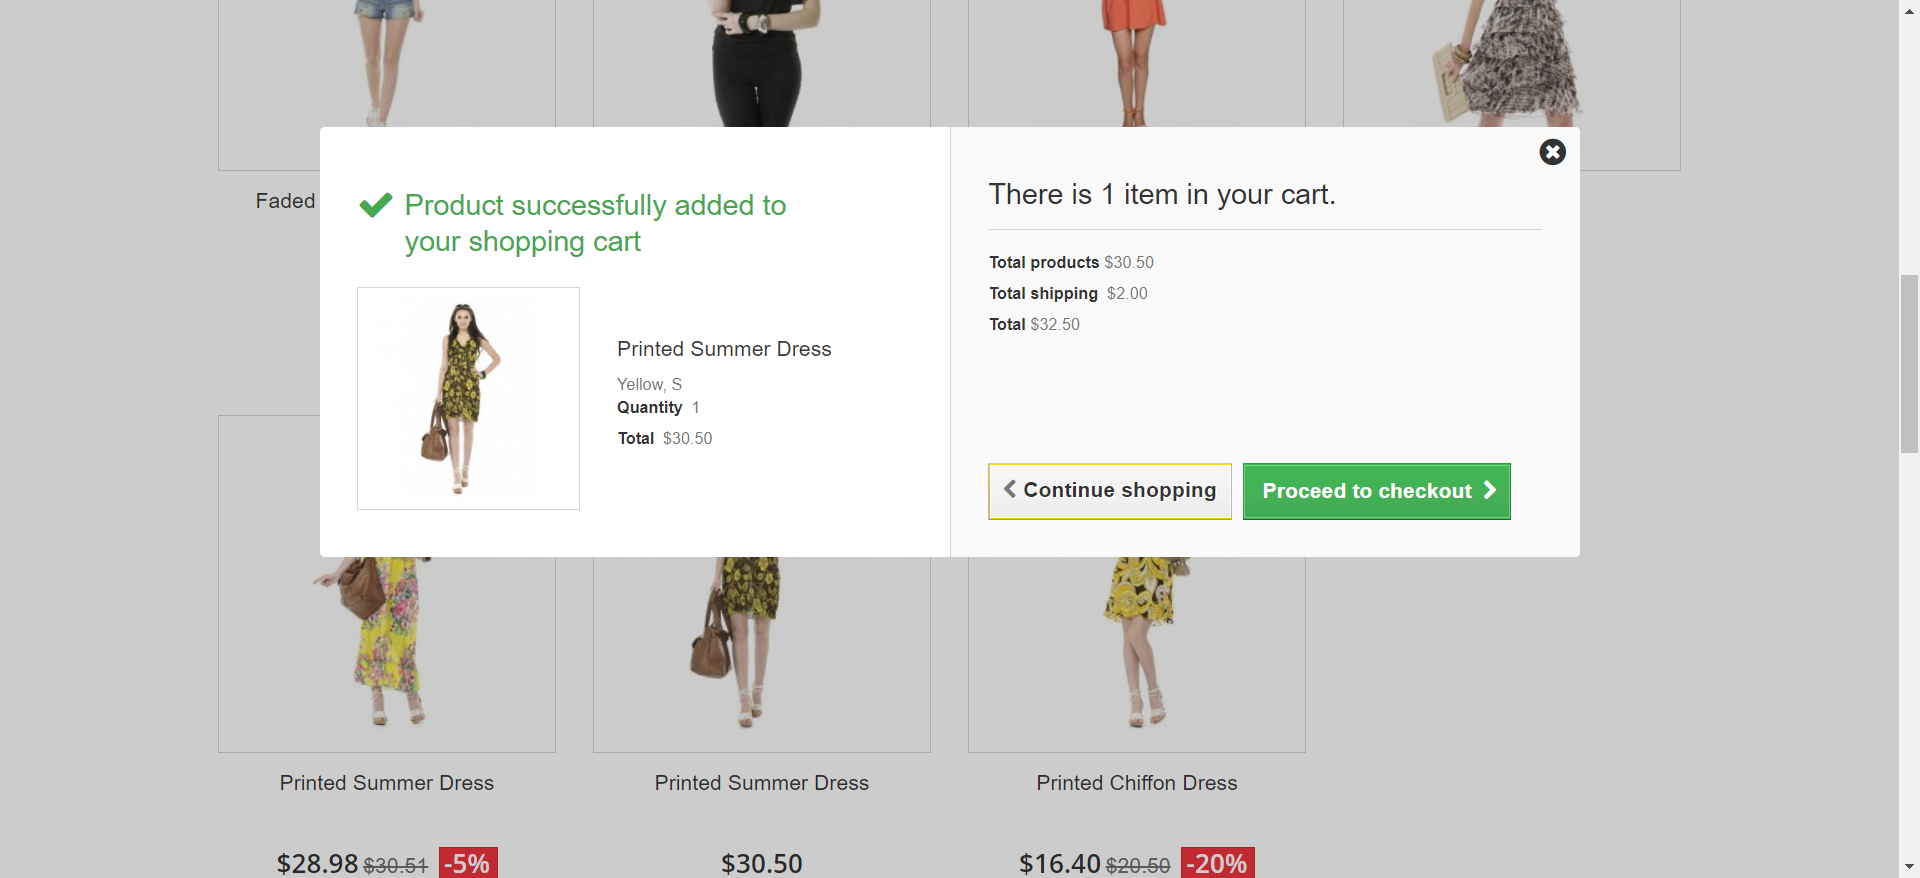 Faded
Product successfully added to
your shopping cart
Printed Summer Dress
Yellow, S
Quantity 1
Total $30.50
There is 1 item in your cart.
Total products $30.50
Total shipping $2.00
Total $32.50
Continue shopping
Proceed to checkout
Printed Summer Dress
Printed Summer Dress
Printed Chiffon Dress
$28.98 $30.51 -5%
$30.50
$16.40 $20.50 -20%